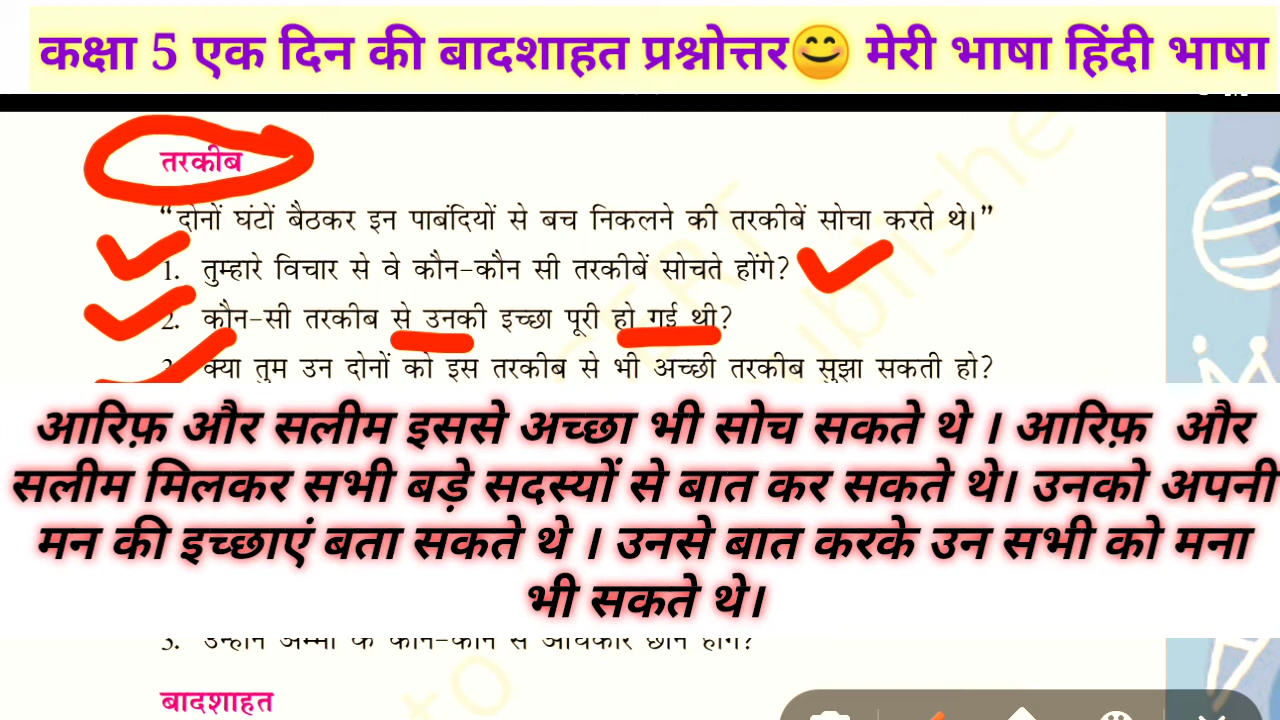 कक्षा 5 एक दिन की बादशाहत प्रश्नोत्तर😊 मेरी भाषा हिंदी भाषा
तरकीब
“दोनों घंटों बैठकर इन पाबंदियों से बच निकलने की तरकीबें सोचा करते थे।”
1. तुम्हारे विचार से वे कौन-कौन सी तरकीबें सोचते होंगे?
2. कौन-सी तरकीब से उनकी इच्छा पूरी हो गई थी?
क्या तुम उन दोनों को इस तरकीब से भी अच्छी तरकीब सुझा सकती हो?
आरिफ़ और सलीम इससे अच्छा भी सोच सकते थे । आरिफ़ और
सलीम मिलकर सभी बड़े सदस्यों से बात कर सकते थे। उनको अपनी
मन की इच्छाएं बता सकते थे । उनसे बात करके उन सभी को मना
भी सकते थे।
बादशाहत